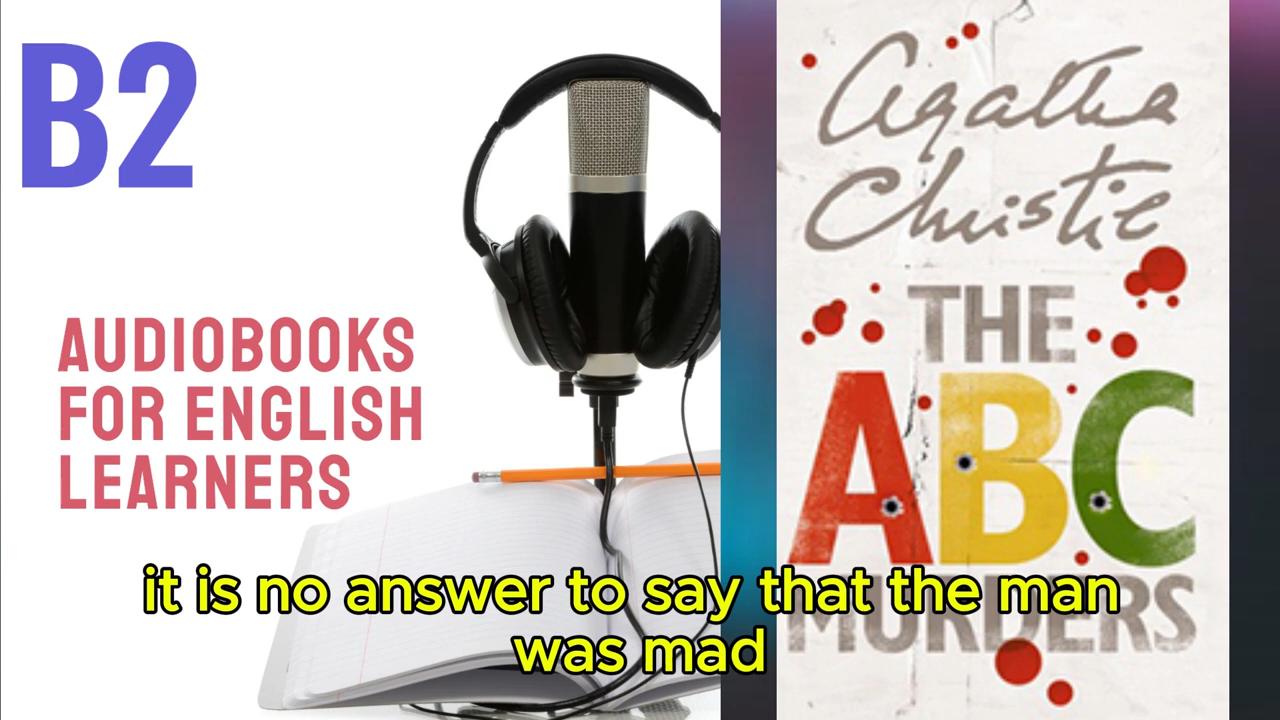 B2
AUDIOBOOKS
FOR ENGLISH
LEARNERS
Agatha
Christie
THE
ABC
MURDERS
it is no answer to say that the man
was mad